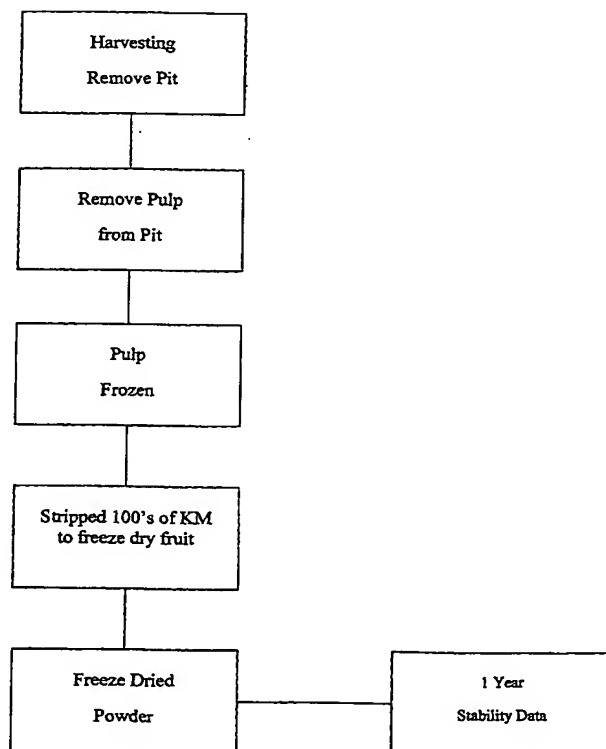 Harvesting
Remove Pit
Remove Pulp
from Pit
Pulp
Frozen
Stripped 100's of KM
to freeze dry fruit
Freeze Dried
Powder
1 Year
Stability Data